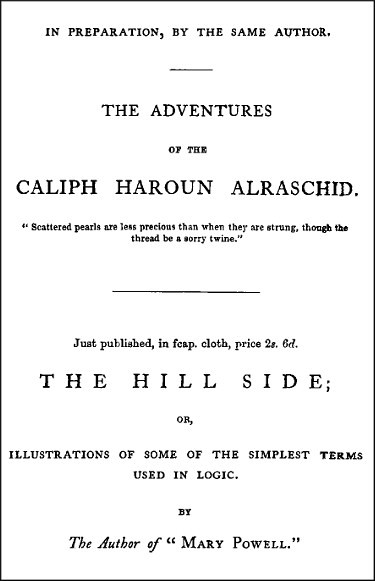 IN PREPARATION, BY THE SAME AUTHOR.
THE ADVENTURES
OF THE
CALIPH HAROUN ALRASCHID.
“ Scattered pearls are less precious than when they are strung, though the
thread be a sorry twine.”
Just published, in fcap. cloth, price 2s. 6d.
THE HILL SIDE;
OR,
ILLUSTRATIONS OF SOME OF THE SIMPLEST TERMS
USED IN LOGIC.
BY
The Author of “ MARY POWELL.”